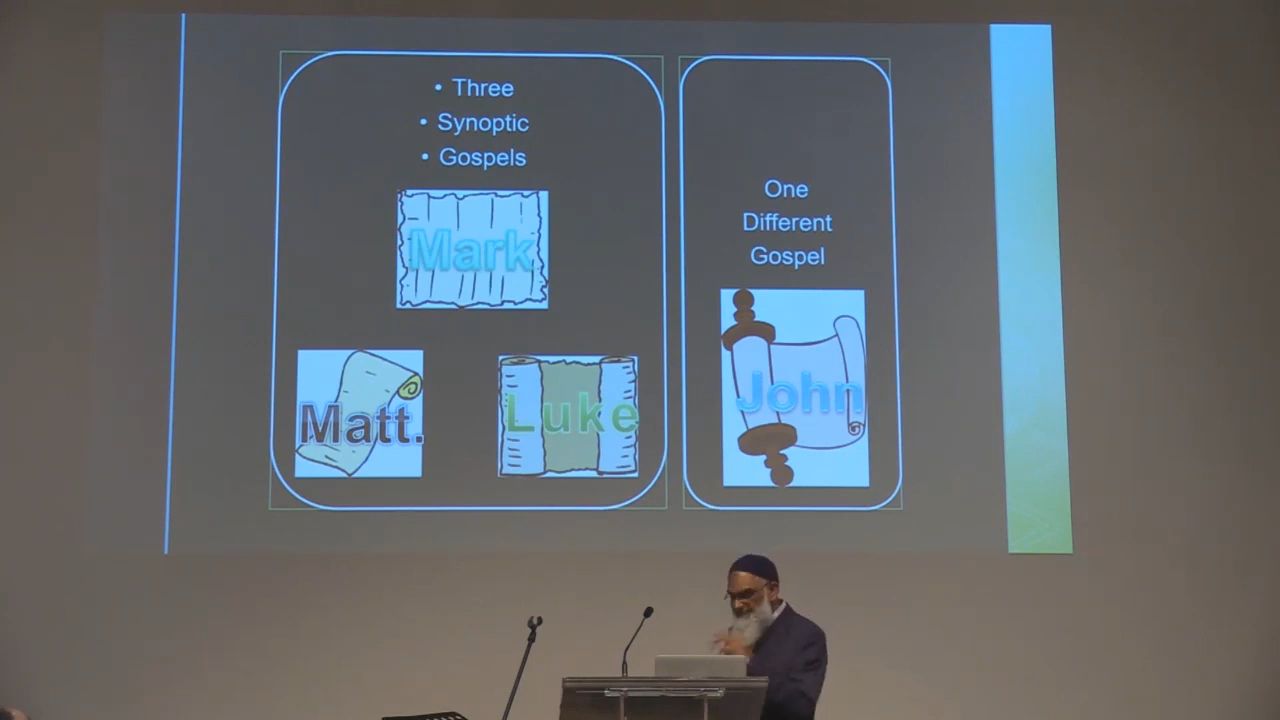 • Three
• Synoptic
• Gospels
Mark
Matt.
Luke
One
Different
Gospel
John